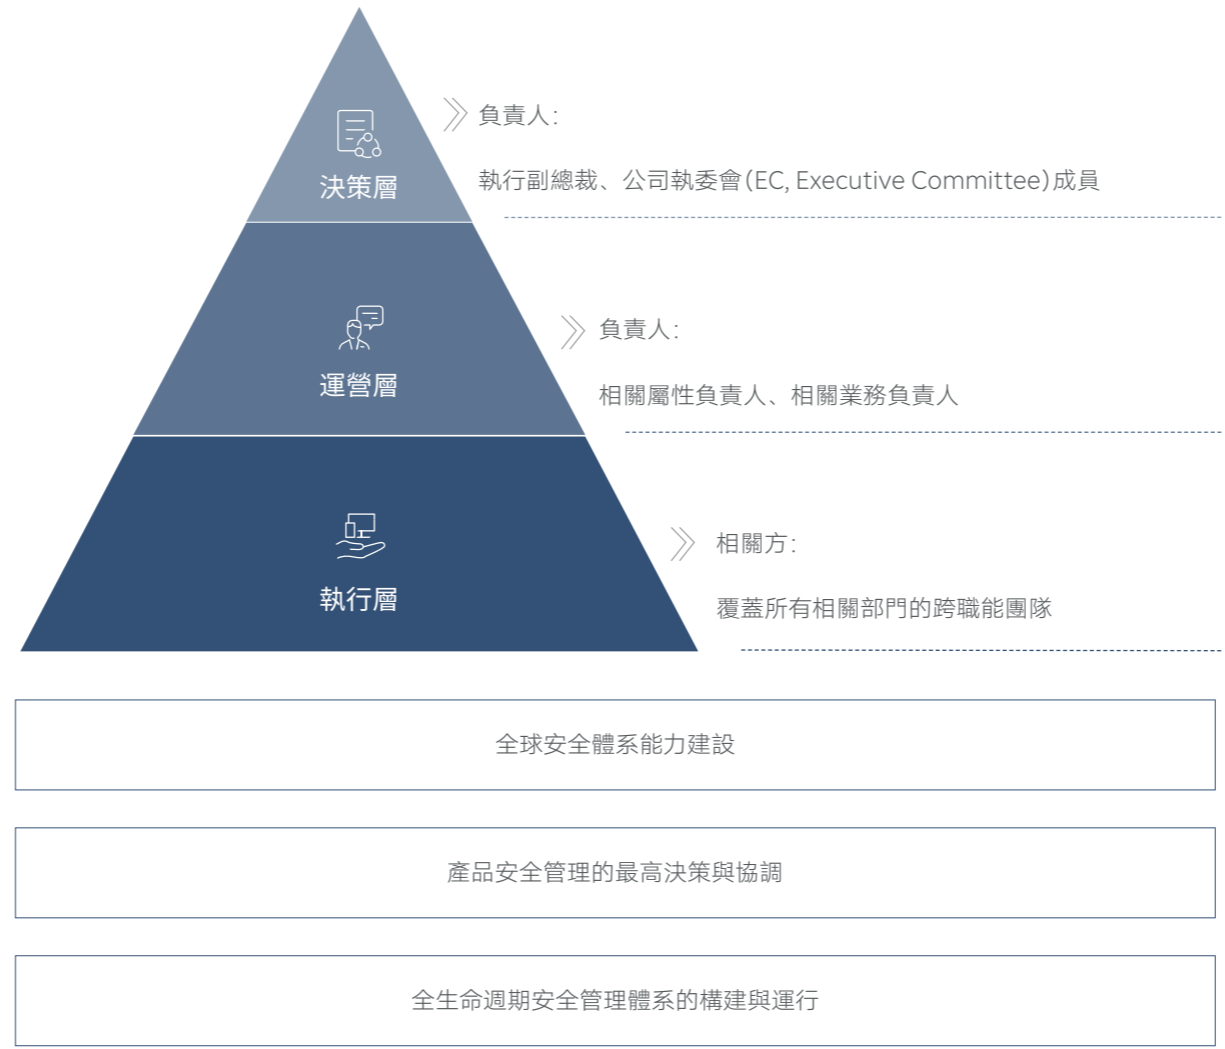 決策層
負責人：
執行副總裁、公司執委會(EC, Executive Committee)成員
運營層
負責人：
相關屬性負責人、相關業務負責人
執行層
相關方：
覆蓋所有相關部門的跨職能團隊
全球安全體系能力建設
產品安全管理的最高決策與協調
全生命週期安全管理體系的構建與運行